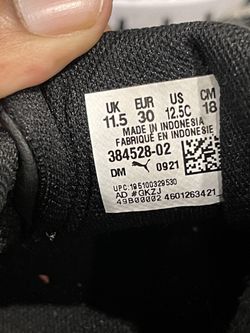 UK EUR US CM
11.5 30 12.5C 18
MADE IN INDONESIA
FABRIQUÉ EN INDONESIE
384528-02
DM 0921
UPC:195100329530
AD #GKZJ
49B00002 4601263421